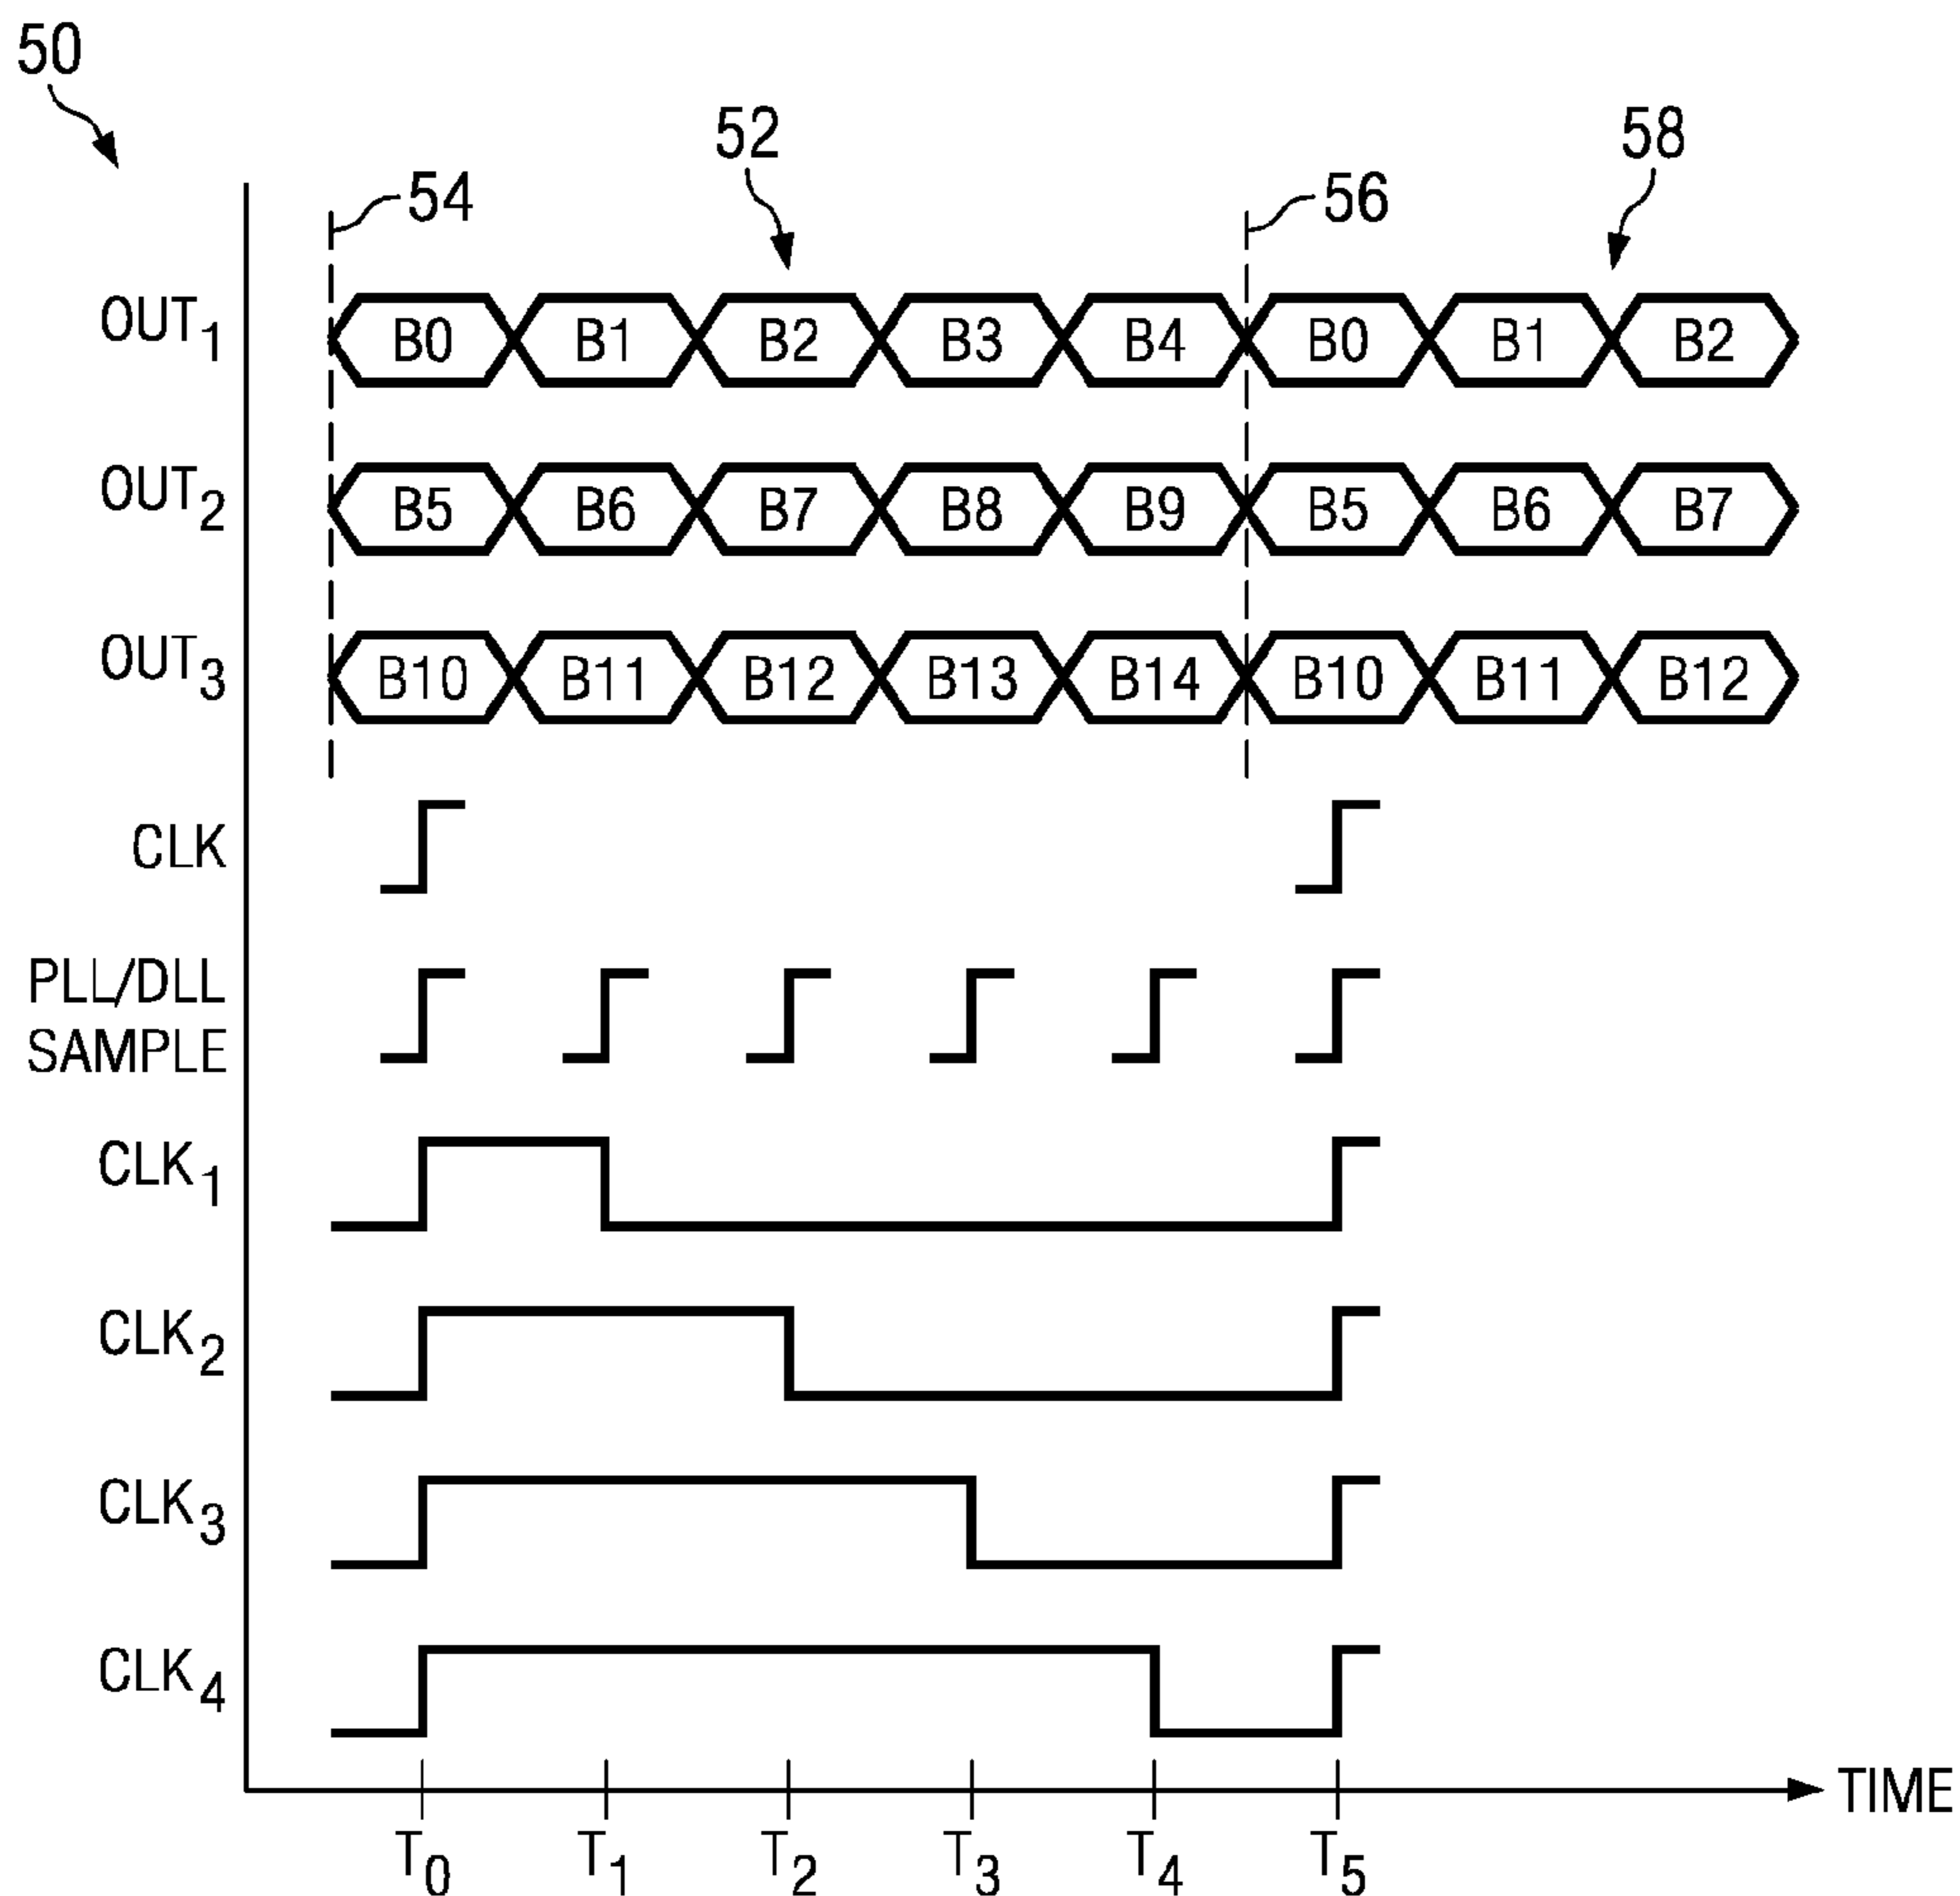 50
52
58
54
56
OUT1 B0 B1 B2 B3 B4 B0 B1 B2
OUT2 B5 B6 B7 B8 B9 B5 B6 B7
OUT3 B10 B11 B12 B13 B14 B10 B11 B12
CLK
PLL/DLL
SAMPLE
CLK1
CLK2
CLK3
CLK4
TIME
T0 T1 T2 T3 T4 T5